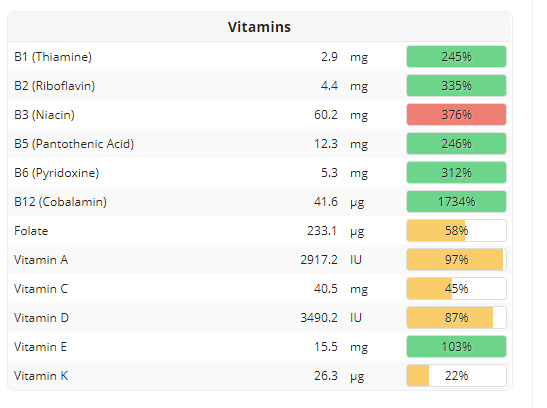 Vitamins
B1 (Thiamine) 2.9 mg 245%
B2 (Riboflavin) 4.4 mg 335%
B3 (Niacin) 60.2 mg 376%
B5 (Pantothenic Acid) 12.3 mg 246%
B6 (Pyridoxine) 5.3 mg 312%
B12 (Cobalamin) 41.6 µg 1734%
Folate 233.1 µg 58%
Vitamin A 2917.2 IU 97%
Vitamin C 40.5 mg 45%
Vitamin D 3490.2 IU 87%
Vitamin E 15.5 mg 103%
Vitamin K 26.3 µg 22%